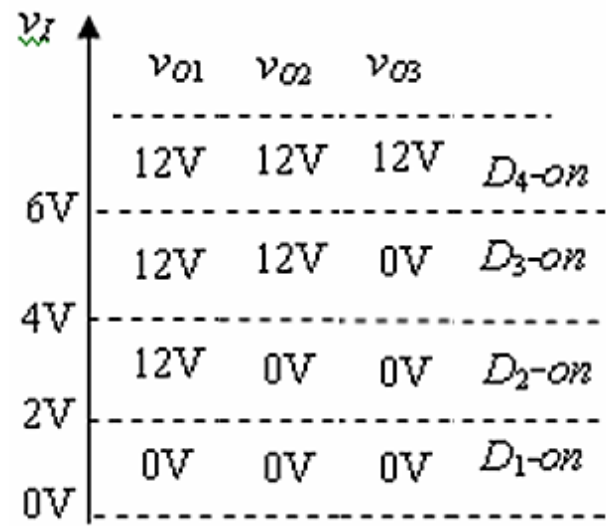 vI
vO1 vO2 vO3
12V 12V 12V D4-on
6V
12V 12V 0V D3-on
4V
12V 0V 0V D2-on
2V
0V 0V 0V D1-on
0V